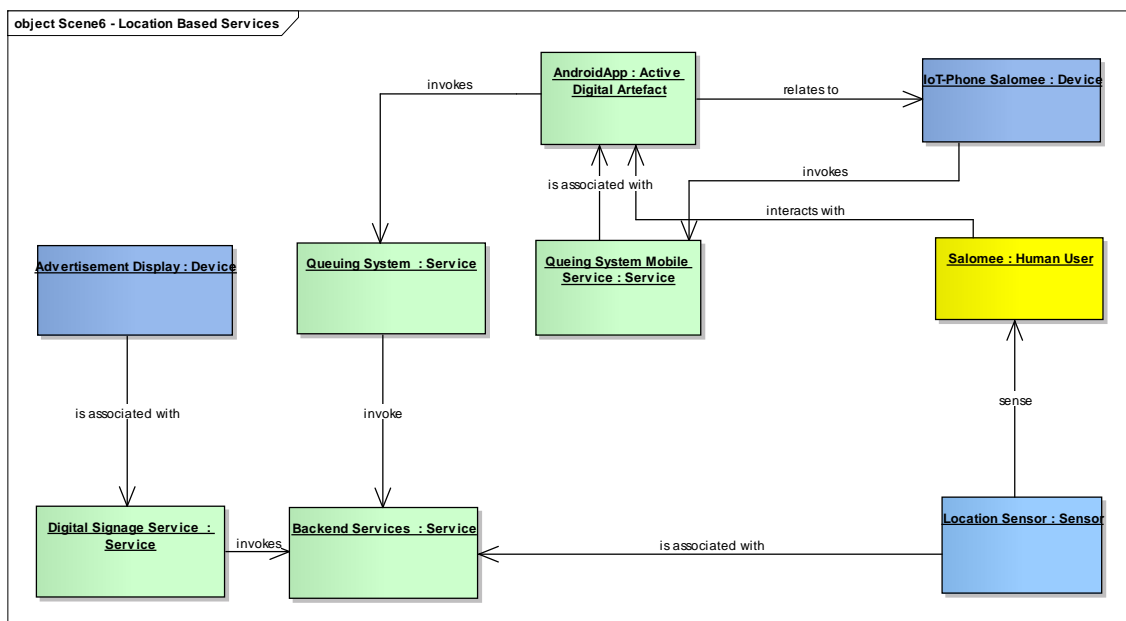 object Scene6 - Location Based Services
AndroidApp : Active
Digital Artefact
IoT-Phone Salomee : Device
invokes
relates to
is associated with
invokes
interacts with
Advertisement Display : Device
Queuing System : Service
Queing System Mobile
Service : Service
Salomee : Human User
is associated with
invoke
sense
Digital Signage Service :
Service
invokes
Backend Services : Service
is associated with
Location Sensor : Sensor